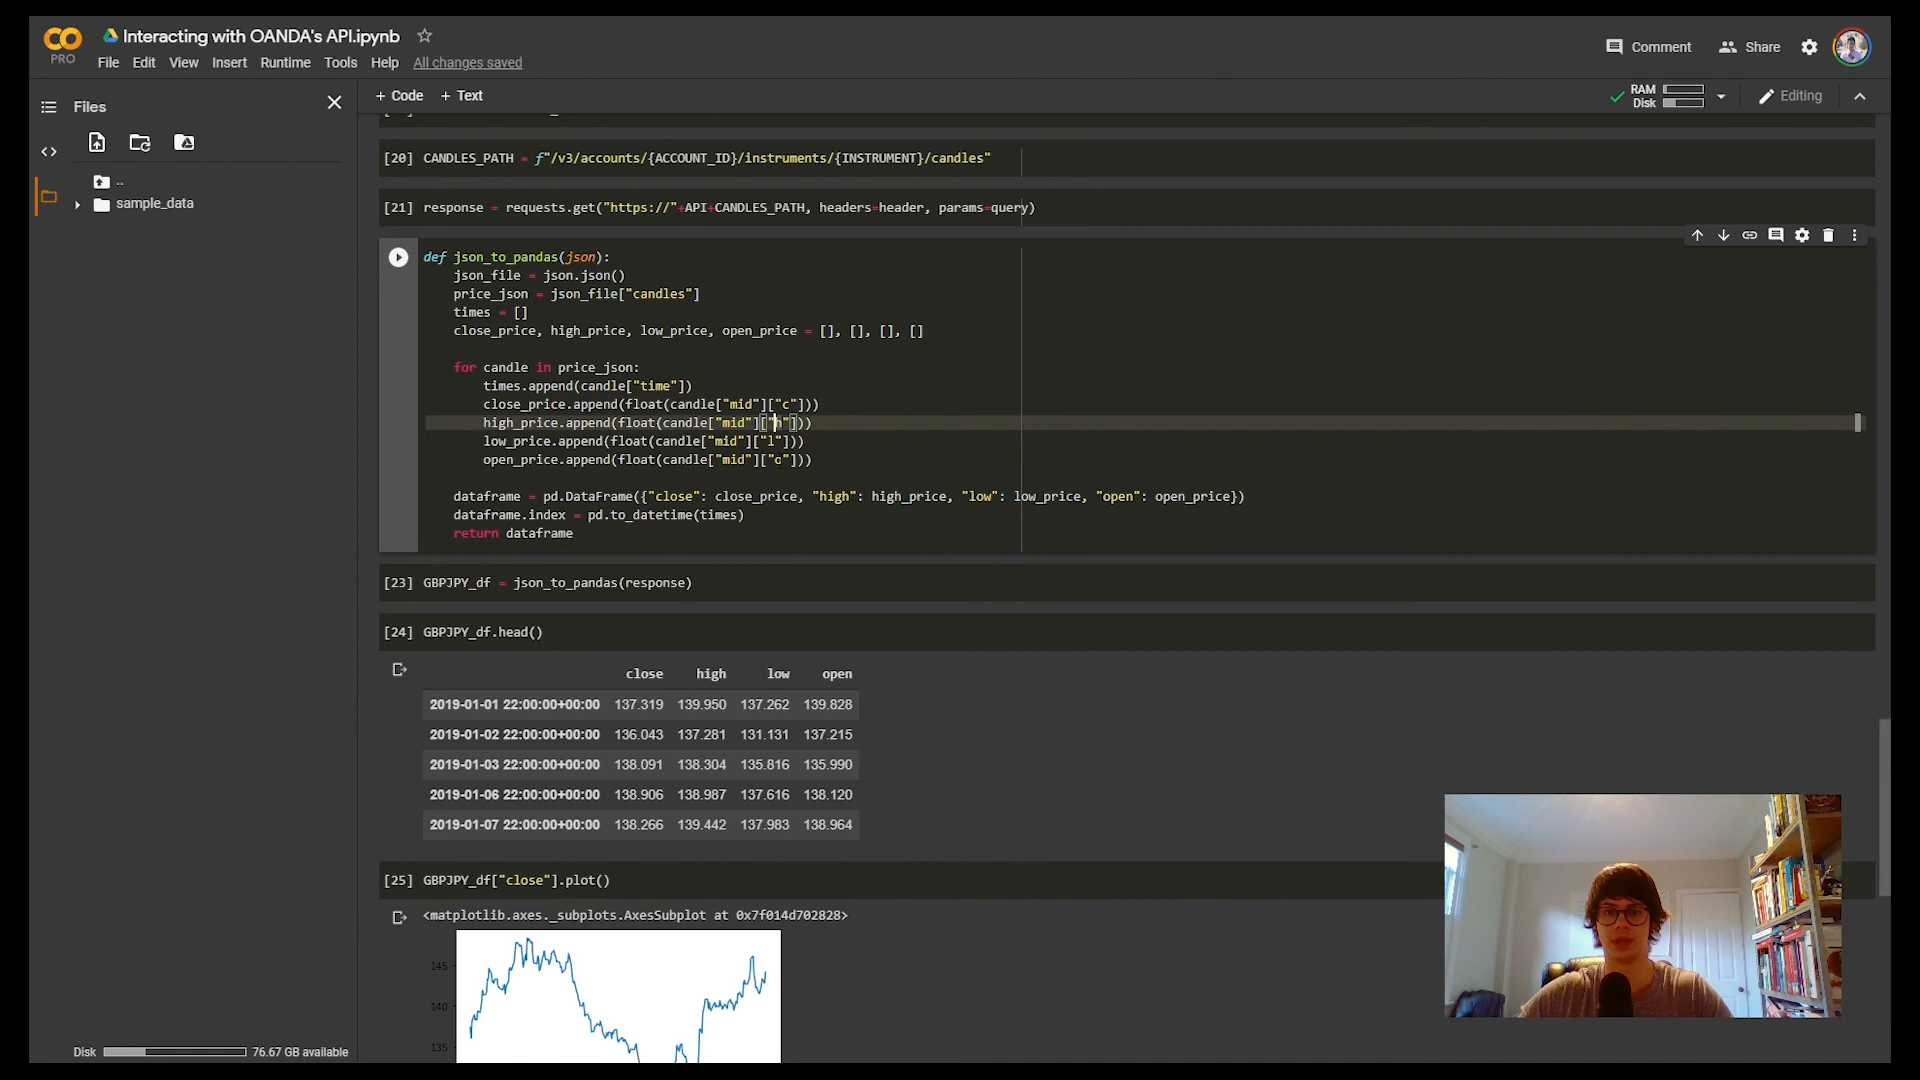 Interacting with OANDA's API.ipynb
PRO
File Edit View Insert Runtime Tools Help All changes saved
Comment
Share
Files
+ Code + Text
RAM
Disk
Editing
..
sample_data
[20] CANDLES_PATH = f"/v3/accounts/{ACCOUNT_ID}/instruments/{INSTRUMENT}/candles"
[21] response = requests.get("https://"+API+CANDLES_PATH, headers=header, params=query)
def json_to_pandas(json):
json_file = json.json()
price_json = json_file["candles"]
times = []
close_price, high_price, low_price, open_price = [], [], [], []
for candle in price_json:
times.append(candle["time"])
close_price.append(float(candle["mid"]["c"]))
high_price.append(float(candle["mid"]["h"]))
low_price.append(float(candle["mid"]["l"]))
open_price.append(float(candle["mid"]["o"]))
dataframe = pd.DataFrame({"close": close_price, "high": high_price, "low": low_price, "open": open_price})
dataframe.index = pd.to_datetime(times)
return dataframe
[23] GBPJPY_df = json_to_pandas(response)
[24] GBPJPY_df.head()
close high low open
2019-01-01 22:00:00+00:00 137.319 139.950 137.262 139.828
2019-01-02 22:00:00+00:00 136.043 137.281 131.131 137.215
2019-01-03 22:00:00+00:00 138.091 138.304 135.816 135.990
2019-01-06 22:00:00+00:00 138.906 138.987 137.616 138.120
2019-01-07 22:00:00+00:00 138.266 139.442 137.983 138.964
[25] GBPJPY_df["close"].plot()
<matplotlib.axes._subplots.AxesSubplot at 0x7f014d702828>
145
140
135
Disk 76.67 GB available